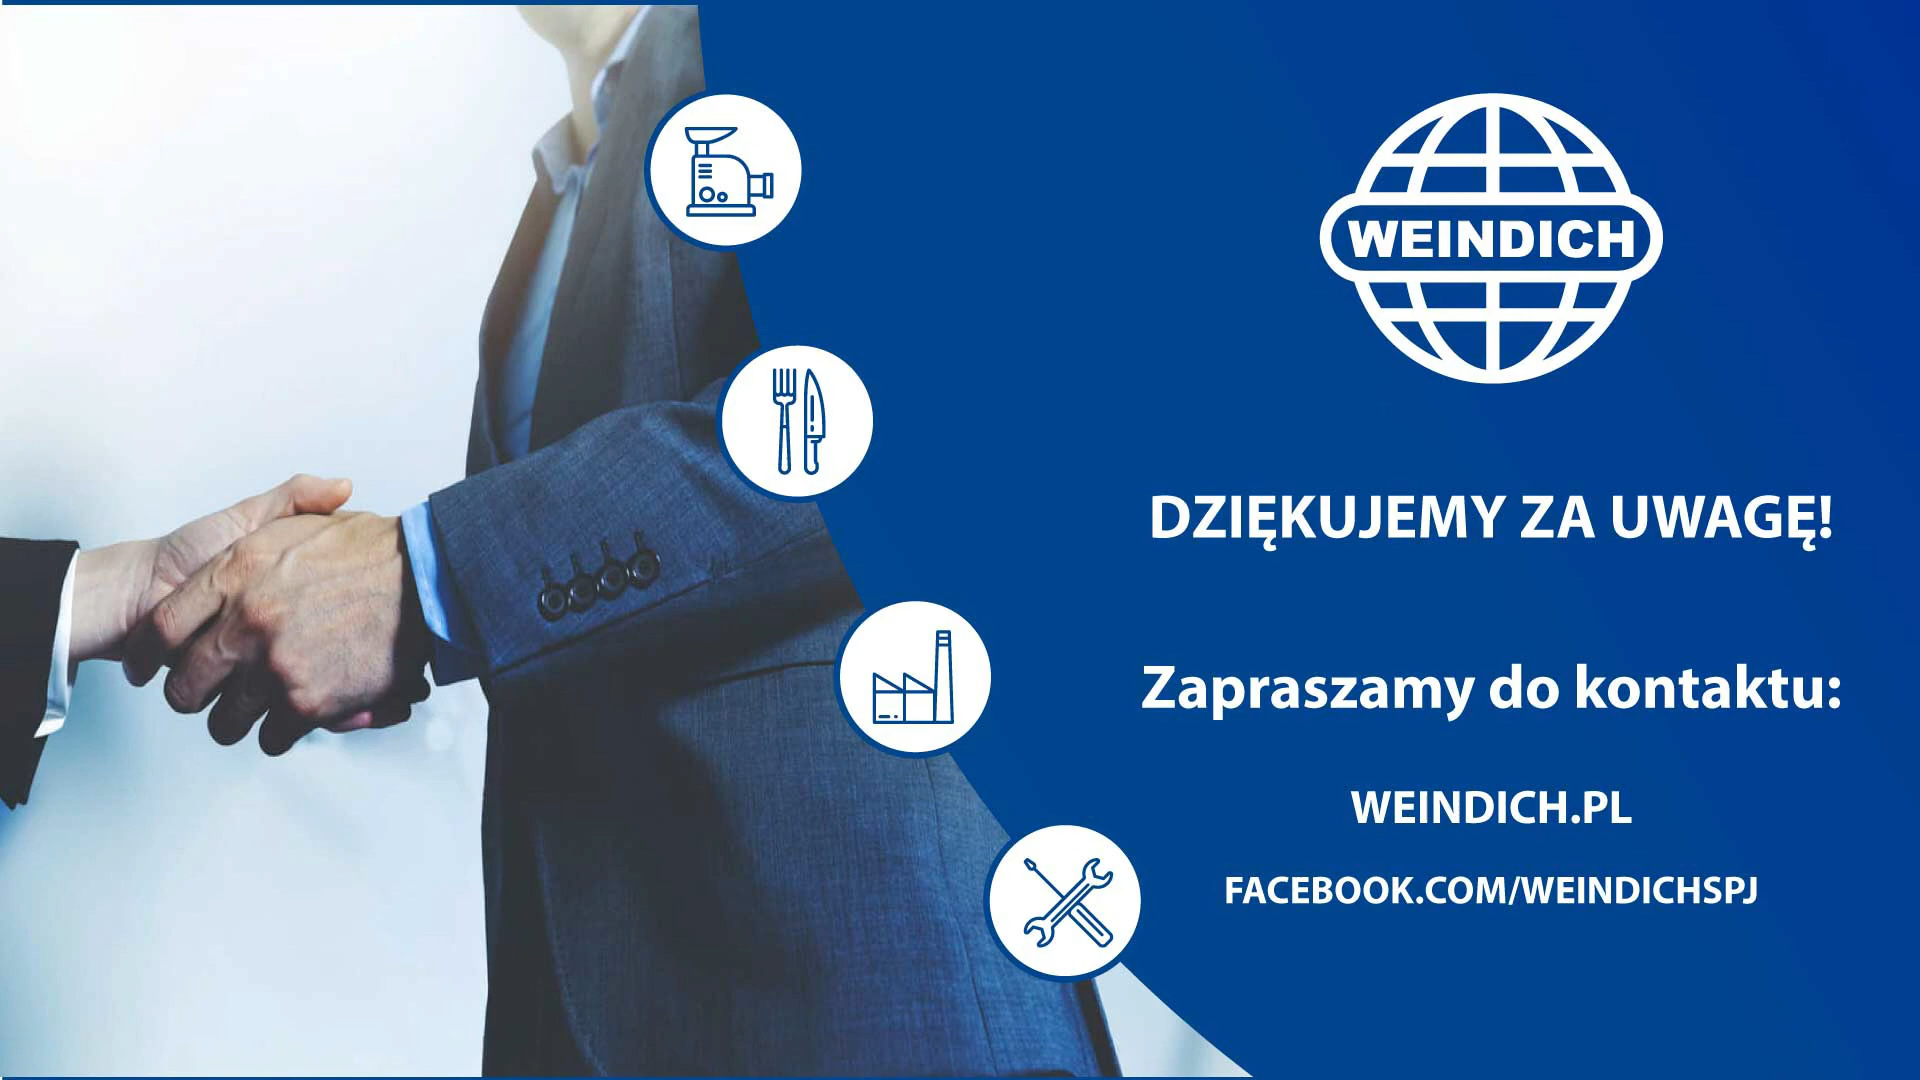 WEINDICH
DZIĘKUJEMY ZA UWAGĘ!
Zapraszamy do kontaktu:
WEINDICH.PL
FACEBOOK.COM/WEINDICHSPJ